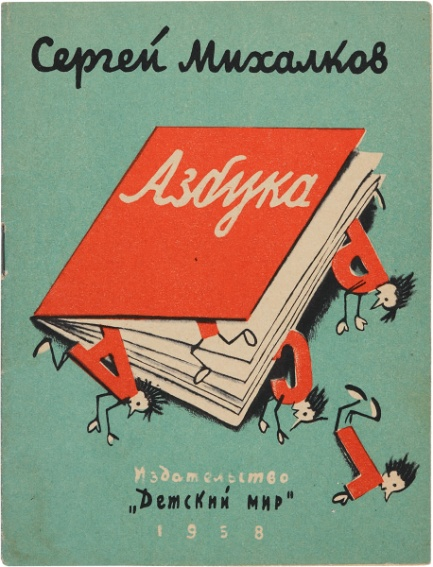 Сергей Михалков
Азбука
Издательство
„Детский мир"
1958